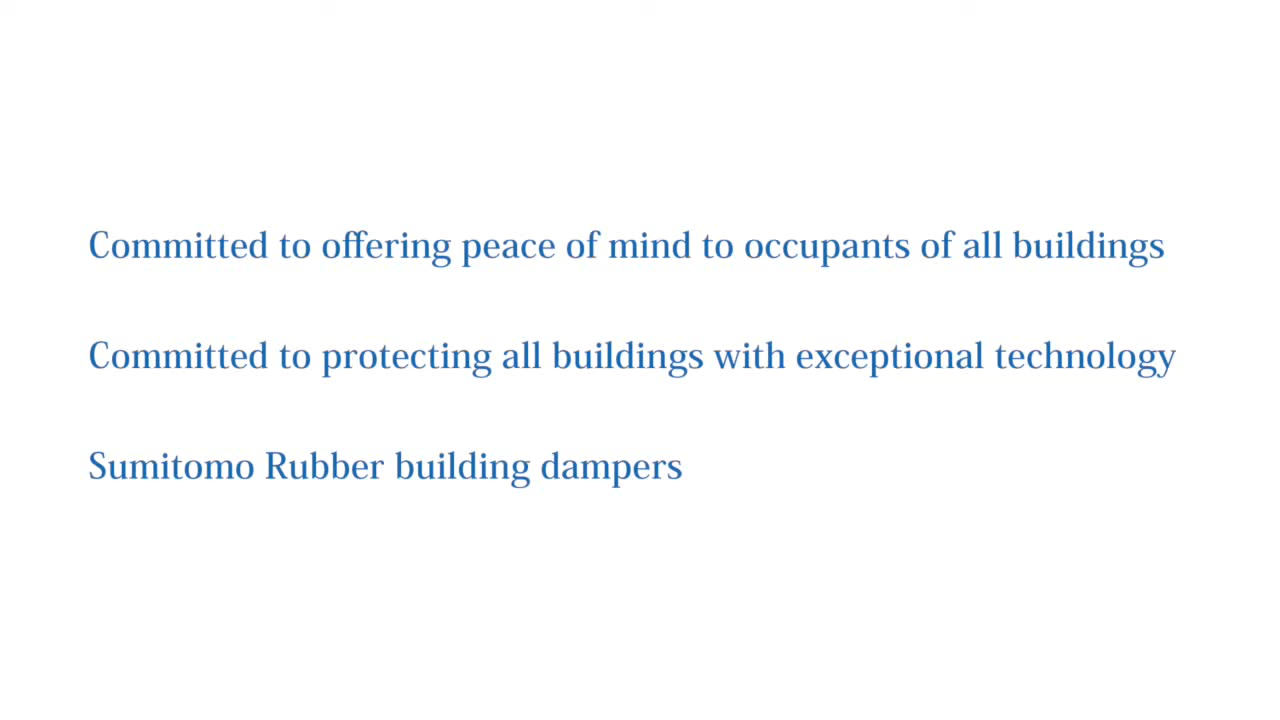 Committed to offering peace of mind to occupants of all buildings
Committed to protecting all buildings with exceptional technology
Sumitomo Rubber building dampers